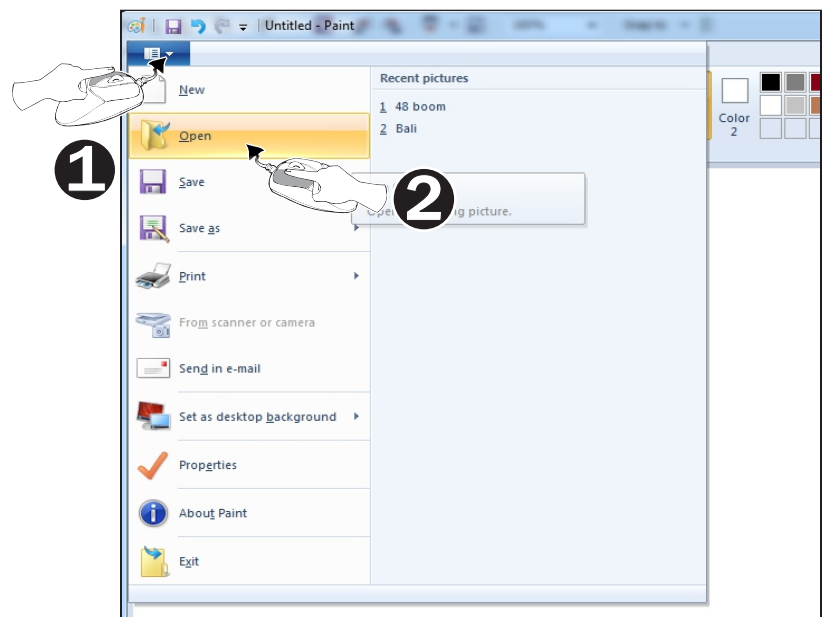 Untitled - Paint
New
Recent pictures
1 48 boom
2 Bali
Open
Color
2
1
Save
2
picture.
Save as
Print
From scanner or camera
Send in e-mail
Set as desktop background
Properties
About Paint
Exit